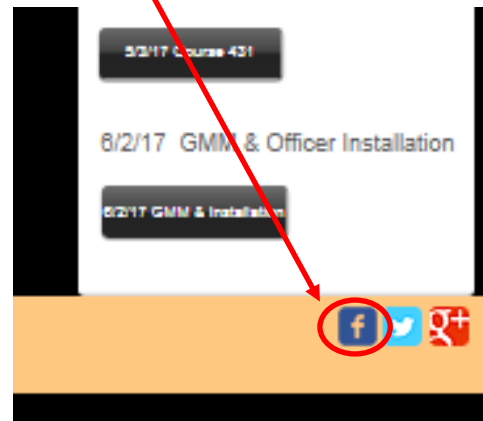 5/3/17 Course 431
6/2/17 GMM & Officer Installation
6/2/17 GMM & Installation
f g+